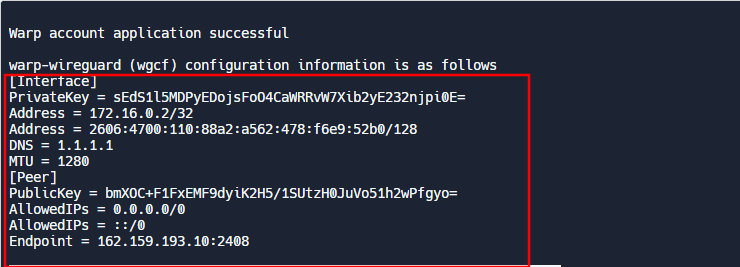 Warp account application successful
warp-wireguard (wgcf) configuration information is as follows
[Interface]
PrivateKey = sEdS1l5MDPyEDojsFoO4CaWRRvW7Xib2yE232njpi0E=
Address = 172.16.0.2/32
Address = 2606:4700:110:88a2:a562:478:f6e9:52b0/128
DNS = 1.1.1.1
MTU = 1280
[Peer]
PublicKey = bmXOC+F1FxEMF9dyiK2H5/1SUtzH0JuVo51h2wPfgyo=
AllowedIPs = 0.0.0.0/0
AllowedIPs = ::/0
Endpoint = 162.159.193.10:2408